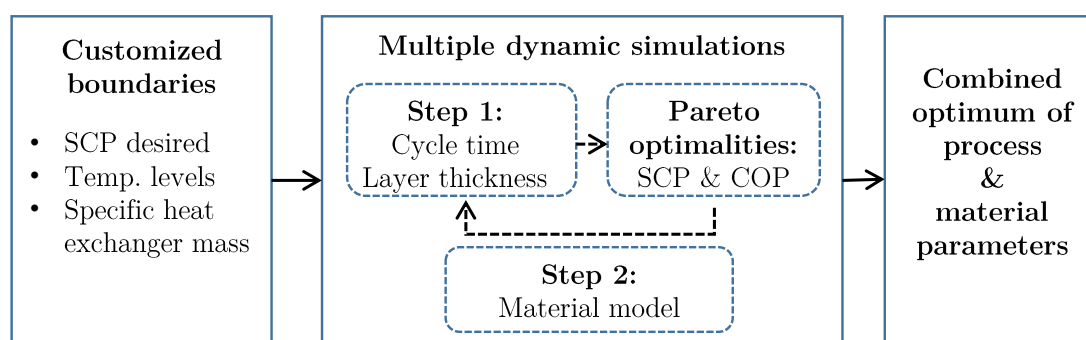 Customized
boundaries
• SCP desired
• Temp. levels
• Specific heat
exchanger mass
Multiple dynamic simulations
Step 1:
Cycle time
Layer thickness
Pareto
optimalities:
SCP & COP
Step 2:
Material model
Combined
optimum of
process
&
material
parameters